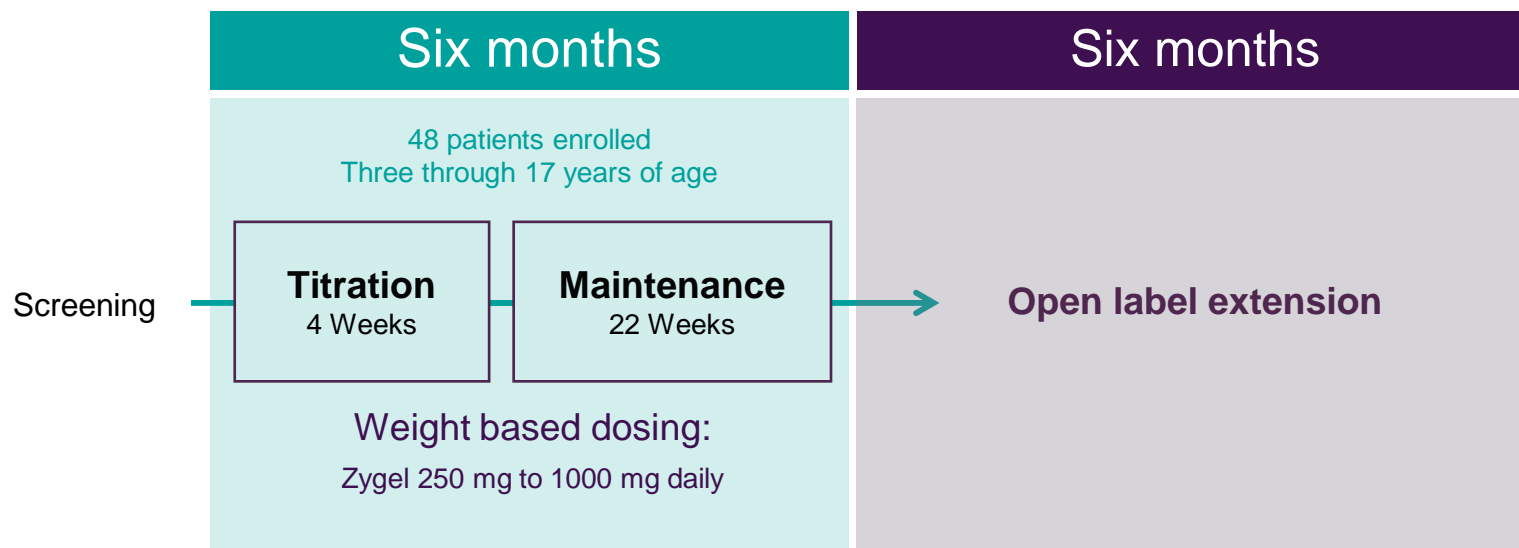 Six months
Six months
48 patients enrolled
Three through 17 years of age
Screening
Titration
4 Weeks
Maintenance
22 Weeks
Open label extension
Weight based dosing:
Zygel 250 mg to 1000 mg daily